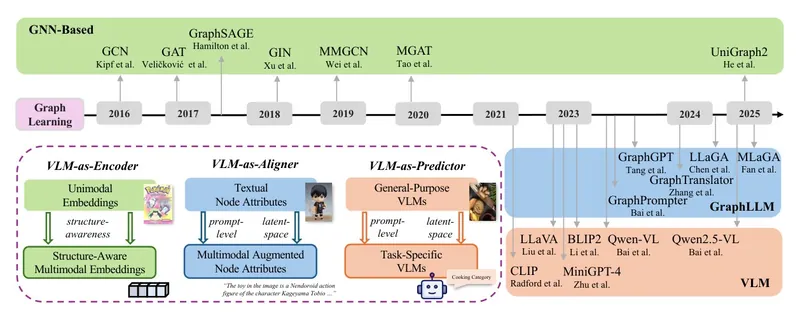 GNN-Based
GCN
Kipf et al.
GAT
Veličković et al.
GraphSAGE
Hamilton et al.
GIN
Xu et al.
MMGCN
Wei et al.
MGAT
Tao et al.
UniGraph2
He et al.
Graph
Learning
2016
2017
2018
2019
2020
2021
2023
2024
2025
VLM-as-Encoder
Unimodal
Embeddings
structure-
awareness
Structure-Aware
Multimodal Embeddings
VLM-as-Aligner
Textual
Node Attributes
prompt-
level
latent-
space
Multimodal Augmented
Node Attributes
"The toy in the image is a Nendoroid action
figure of the character Kageyama Tobio ..."
VLM-as-Predictor
General-Purpose
VLMs
prompt-
level
latent-
space
Task-Specific
VLMs
Cooking Category
GraphGPT
Tang et al.
LLaGA
Chen et al.
MLaGA
Fan et al.
GraphTranslator
Zhang et al.
GraphPrompter
Bai et al.
GraphLLM
LLaVA
Liu et al.
BLIP2
Li et al.
Qwen-VL
Bai et al.
Qwen2.5-VL
Bai et al.
CLIP
Radford et al.
MiniGPT-4
Zhu et al.
VLM